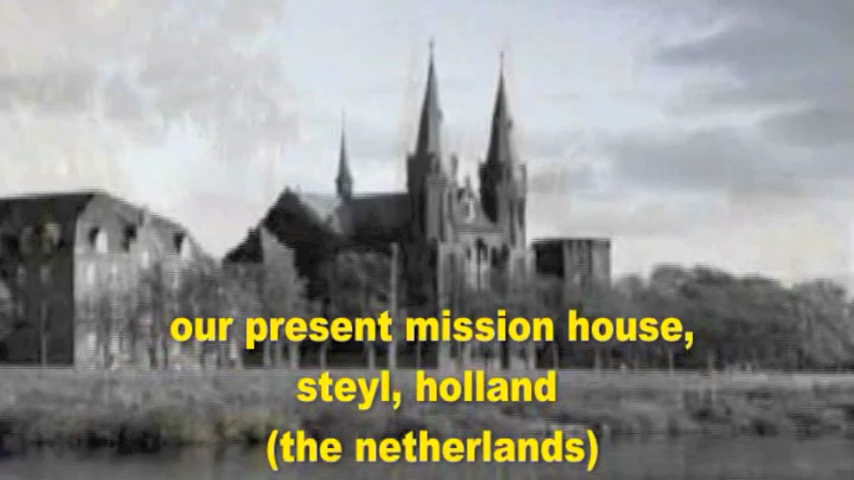 our present mission house,
steyl, holland
(the netherlands)